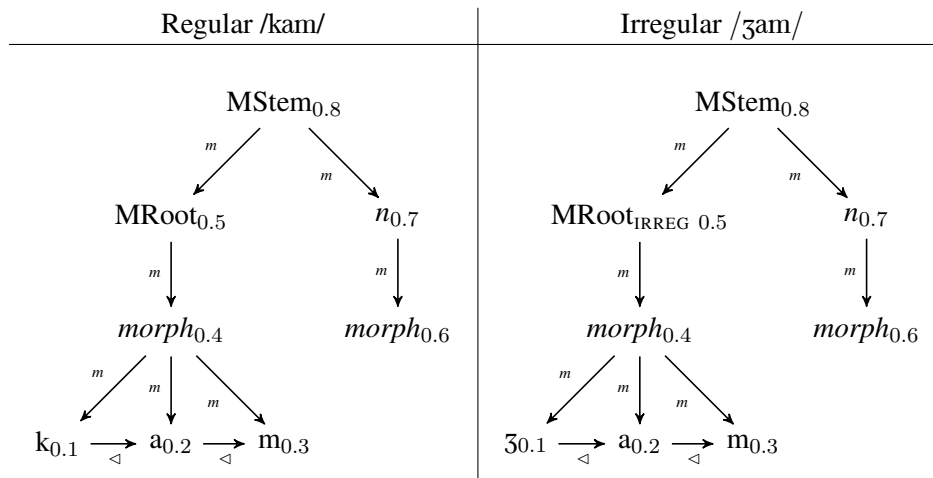 Regular /kam/ Irregular /ʒam/
MStem0.8 MStem0.8
m m m m
MRoot0.5 n0.7 MRootIRREG 0.5 n0.7
m m m m
morph0.4 morph0.6 morph0.4 morph0.6
m m m m m m
k0.1 a0.2 m0.3 ʒ0.1 a0.2 m0.3
◁ ◁ ◁ ◁